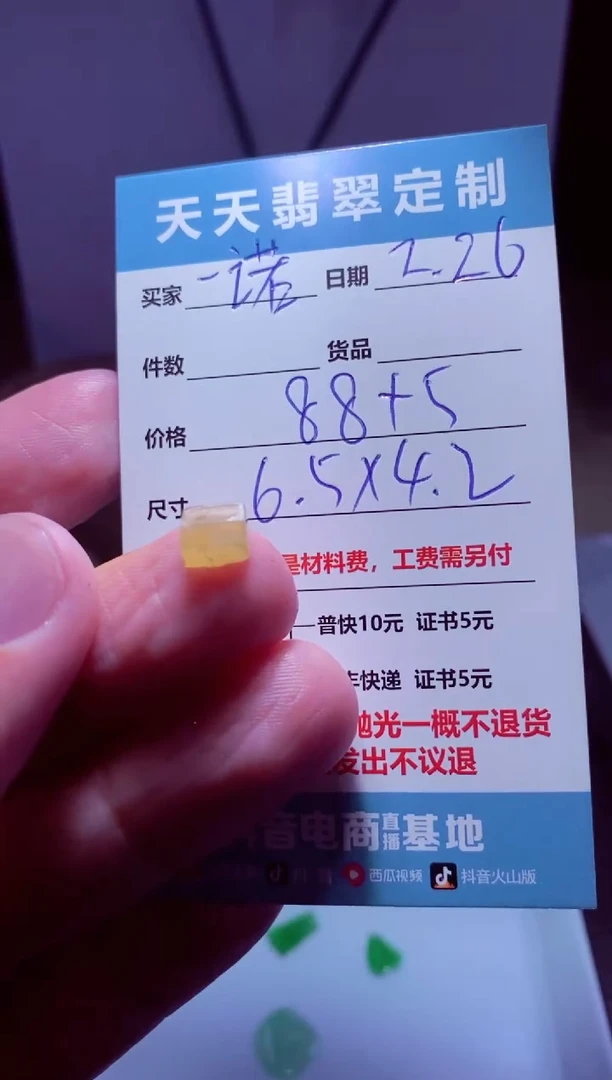 天天翡翠定制
买家 一诺 日期 1.26
件数 货品
价格 88+5
尺寸 6.5X4.2
是材料费，工费需另付
普快10元 证书5元
快递 证书5元
抛光一概不退货
发出不议退
抖音电商直播基地
抖音 西瓜视频 抖音火山版